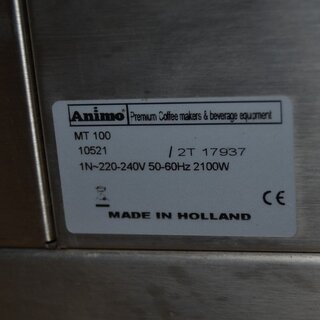 Animo Premium Coffee makers & beverage equipment
MT 100
10521 / 2T 17937
1N~220-240V 50-60Hz 2100W
CE
MADE IN HOLLAND